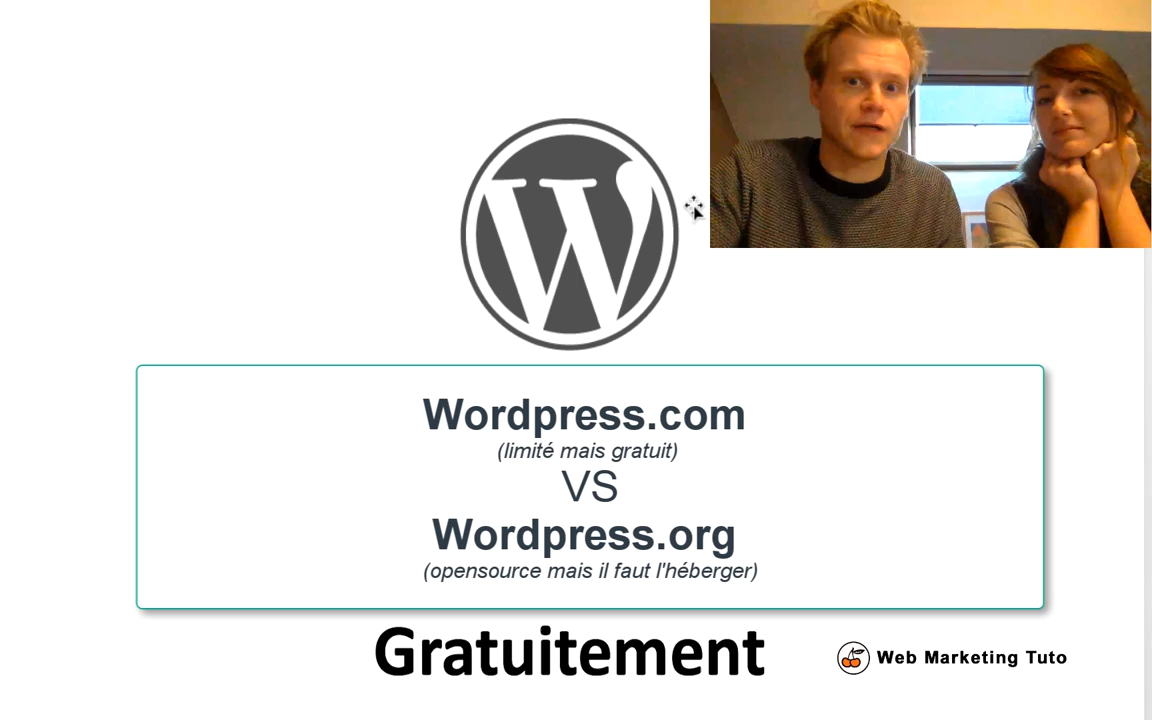 Wordpress.com
(limité mais gratuit)
VS
Wordpress.org
(opensource mais il faut l'héberger)
Gratuitement
Web Marketing Tuto